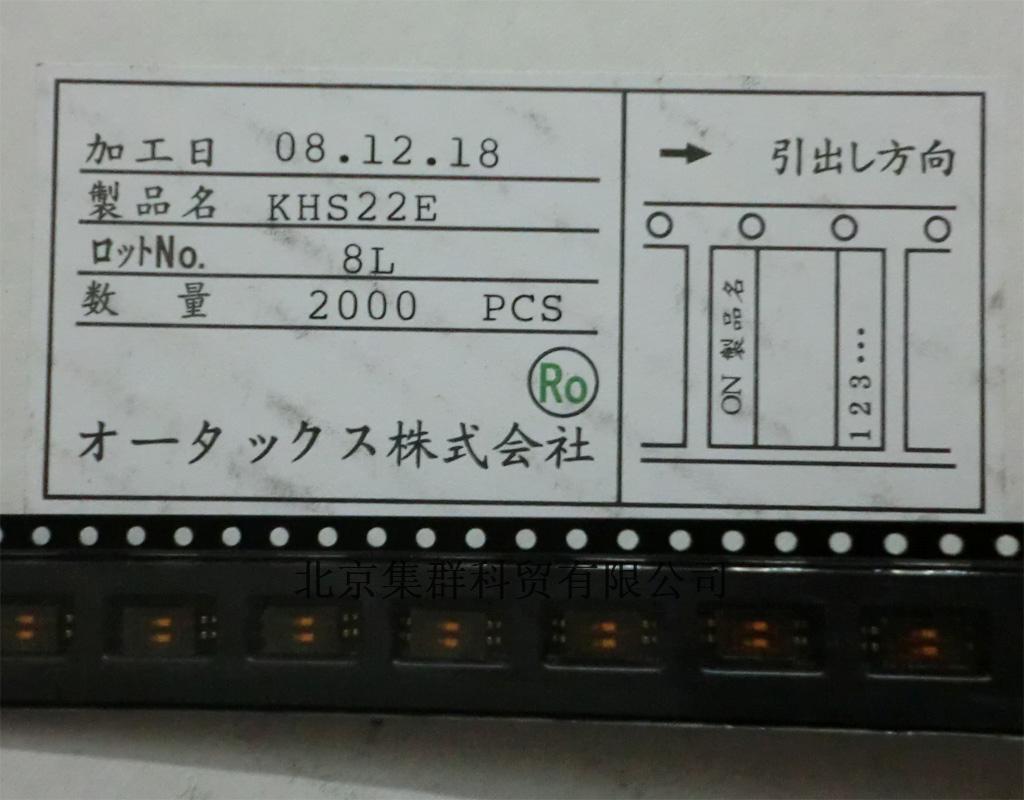 加工日 08.12.18
製品名 KHS22E
ロットNo. 8L
数量 2000 PCS
Ro
オータックス株式会社
→ 引出し方向
ON 製品名
123...
北京集群科贸有限公司